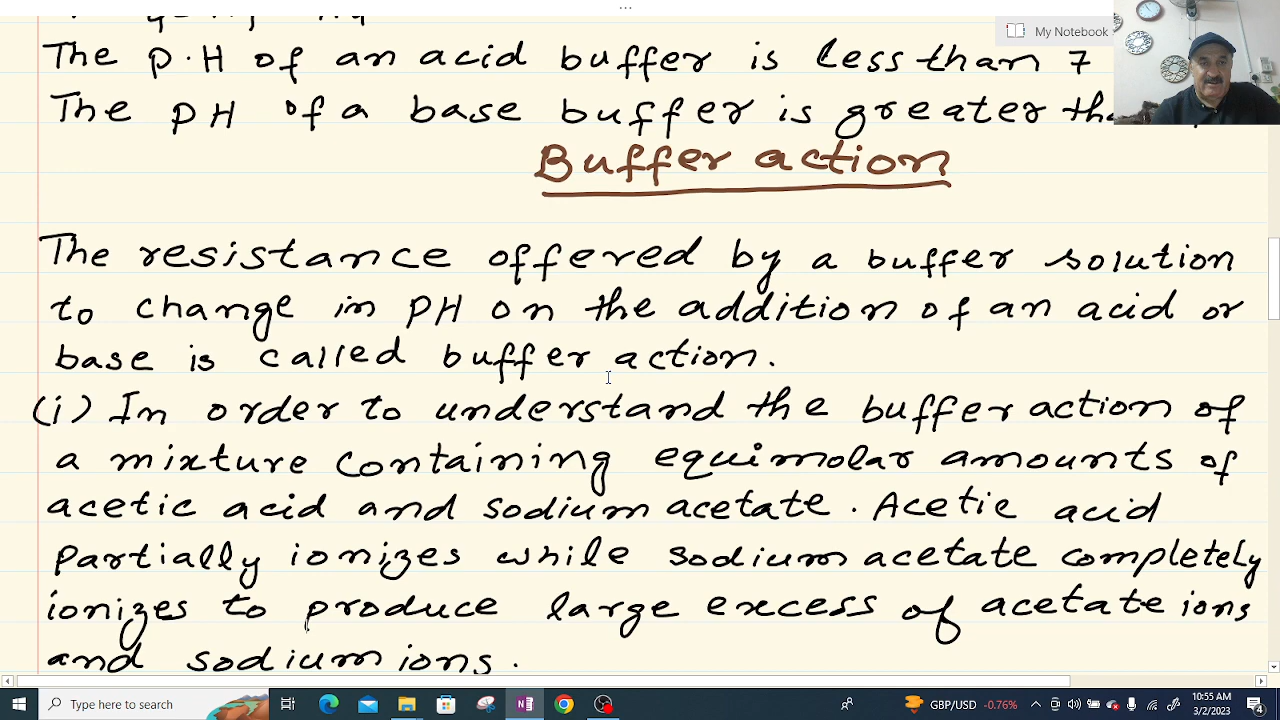 My Notebook
The P.H of an acid buffer is less than 7
The PH of a base buffer is greater
Buffer action
The resistance offered by a buffer solution
to change in PH on the addition of an acid or
base is called buffer action.
(i) In order to understand the buffer action of
a mixture containing equimolar amounts of
acetic acid and sodium acetate. Acetic acid
Partially ionizes while sodium acetate completely
ionizes to produce large excess of acetate ions
and sodium ions.
Type here to search
GBP/USD -0.76%
10:55 AM
3/2/2023